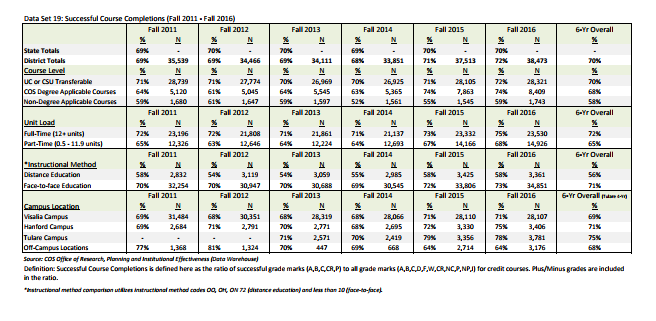 Data Set 19: Successful Course Completions (Fall 2011 - Fall 2016)
Fall 2011 Fall 2012 Fall 2013 Fall 2014 Fall 2015 Fall 2016 6-Yr Overall
% N % N % N % N % N % N %
State Totals 69% - 70% - 70% - 69% - 70% - 70% -
District Totals 69% 35,539 69% 34,466 69% 34,111 68% 33,851 71% 37,513 72% 38,473 70%
Course Level Fall 2011 Fall 2012 Fall 2013 Fall 2014 Fall 2015 Fall 2016 6-Yr Overall
% N % N % N % N % N % N %
UC or CSU Transferable 71% 28,739 71% 27,774 70% 26,969 70% 26,925 71% 28,105 72% 28,321 70%
COS Degree Applicable Courses 64% 5,120 61% 5,045 64% 5,545 63% 5,365 74% 7,863 74% 8,409 68%
Non-Degree Applicable Courses 59% 1,680 61% 1,647 59% 1,597 52% 1,561 55% 1,545 59% 1,743 58%
Fall 2011 Fall 2012 Fall 2013 Fall 2014 Fall 2015 Fall 2016 6-Yr Overall
Unit Load % N % N % N % N % N % N %
Full-Time (12+ units) 72% 23,196 72% 21,808 71% 21,861 71% 21,137 73% 23,332 75% 23,530 72%
Part-Time (0.5 - 11.9 units) 65% 12,326 63% 12,646 64% 12,224 64% 12,693 67% 14,166 68% 14,926 65%
Fall 2011 Fall 2012 Fall 2013 Fall 2014 Fall 2015 Fall 2016 6-Yr Overall
*Instructional Method % N % N % N % N % N % N %
Distance Education 58% 2,832 54% 3,119 54% 3,059 55% 2,985 58% 3,425 58% 3,361 56%
Face-to-face Education 70% 32,254 70% 30,947 70% 30,688 69% 30,545 72% 33,806 73% 34,851 71%
Fall 2011 Fall 2012 Fall 2013 Fall 2014 Fall 2015 Fall 2016 6-Yr Overall
Campus Location % N % N % N % N % N % N %
Visalia Campus 69% 31,484 68% 30,351 68% 28,319 68% 28,066 71% 28,110 71% 28,107 69%
Hanford Campus 69% 2,684 71% 2,791 70% 2,771 68% 2,695 72% 3,330 75% 3,406 71%
Tulare Campus - - - - 71% 2,571 70% 2,419 79% 3,356 78% 3,781 75%
Off-Campus Locations 77% 1,368 81% 1,324 70% 447 69% 668 64% 2,714 64% 3,176 68%
Source: COS Office of Research, Planning and Institutional Effectiveness (Data Warehouse)
Definition: Successful Course Completions is defined here as the ratio of successful grade marks (A,B,C,CR,P) to all grade marks (A,B,C,D,F,W,CR,NC,P,NP,I) for credit courses. Plus/Minus grades are included
in the ratio.
*Instructional method comparison utilizes instructional method codes OO, OH, ON 72 (distance education) and less than 10 (face-to-face).